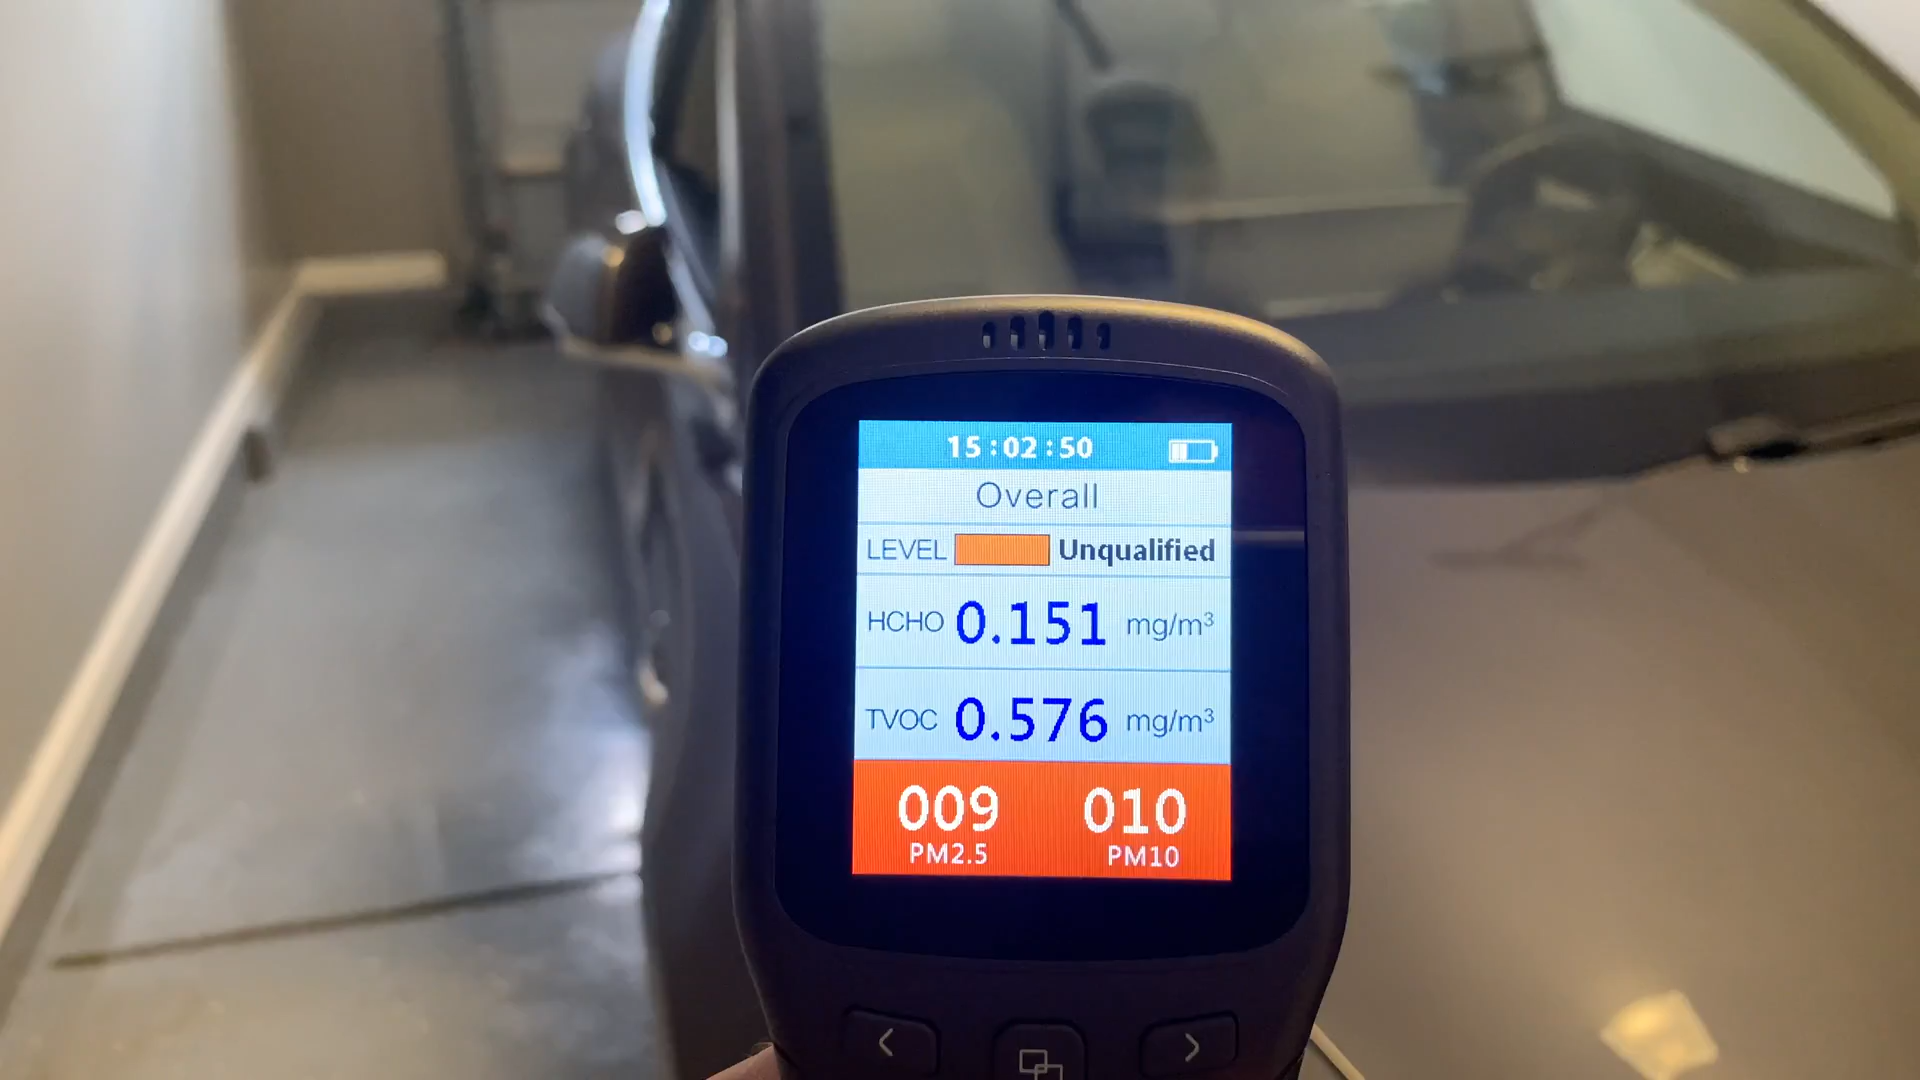 15:02:50
Overall
LEVEL Unqualified
HCHO 0.151 mg/m³
TVOC 0.576 mg/m³
009 010
PM2.5 PM10